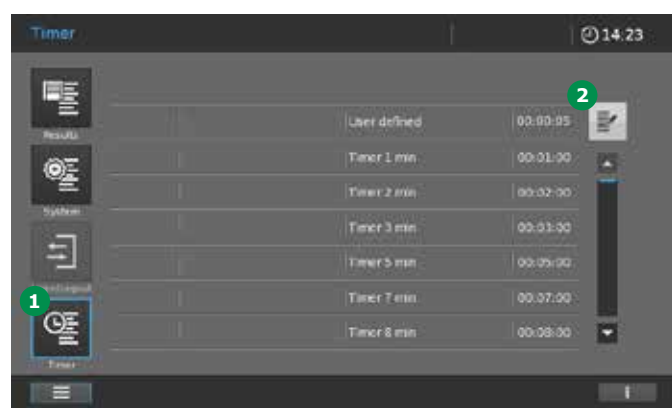 Timer
14:23
2
Results
User defined 00:00:05
Timer 1 min 00:01:00
System
Timer 2 min 00:02:00
Timer 3 min 00:03:00
Timer 5 min 00:05:00
1
Timer 7 min 00:07:00
Timer 8 min 00:08:00
Timer